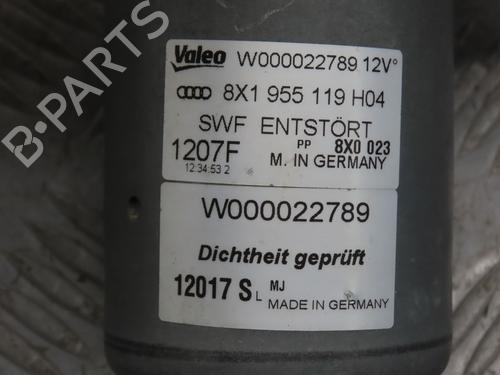 Valeo W000022789 12V°
8X1 955 119 H04
SWF ENTSTÖRT
1207F PP 8X0 023
12:34:53 2 M. IN GERMANY
W000022789
Dichtheit geprüft
12017 S L MJ
MADE IN GERMANY
B-PARTS